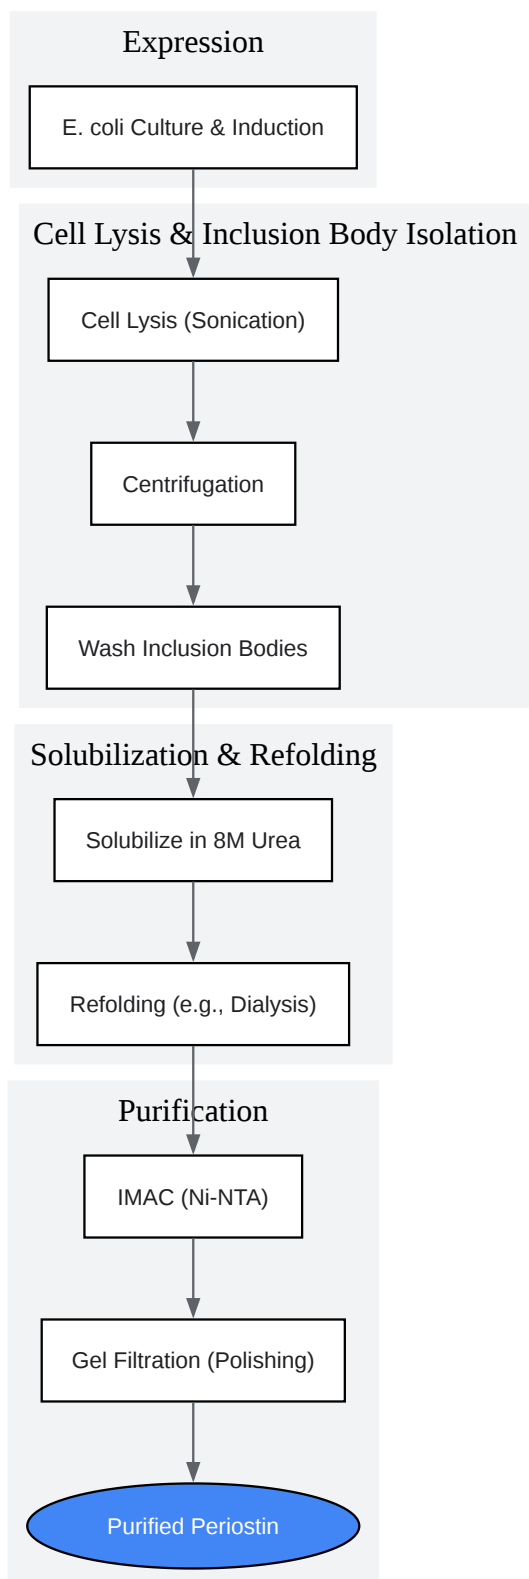 Expression
E. coli Culture & Induction
Cell Lysis & Inclusion Body Isolation
Cell Lysis (Sonication)
Centrifugation
Wash Inclusion Bodies
Solubilization & Refolding
Solubilize in 8M Urea
Refolding (e.g., Dialysis)
Purification
IMAC (Ni-NTA)
Gel Filtration (Polishing)
Purified Periostin